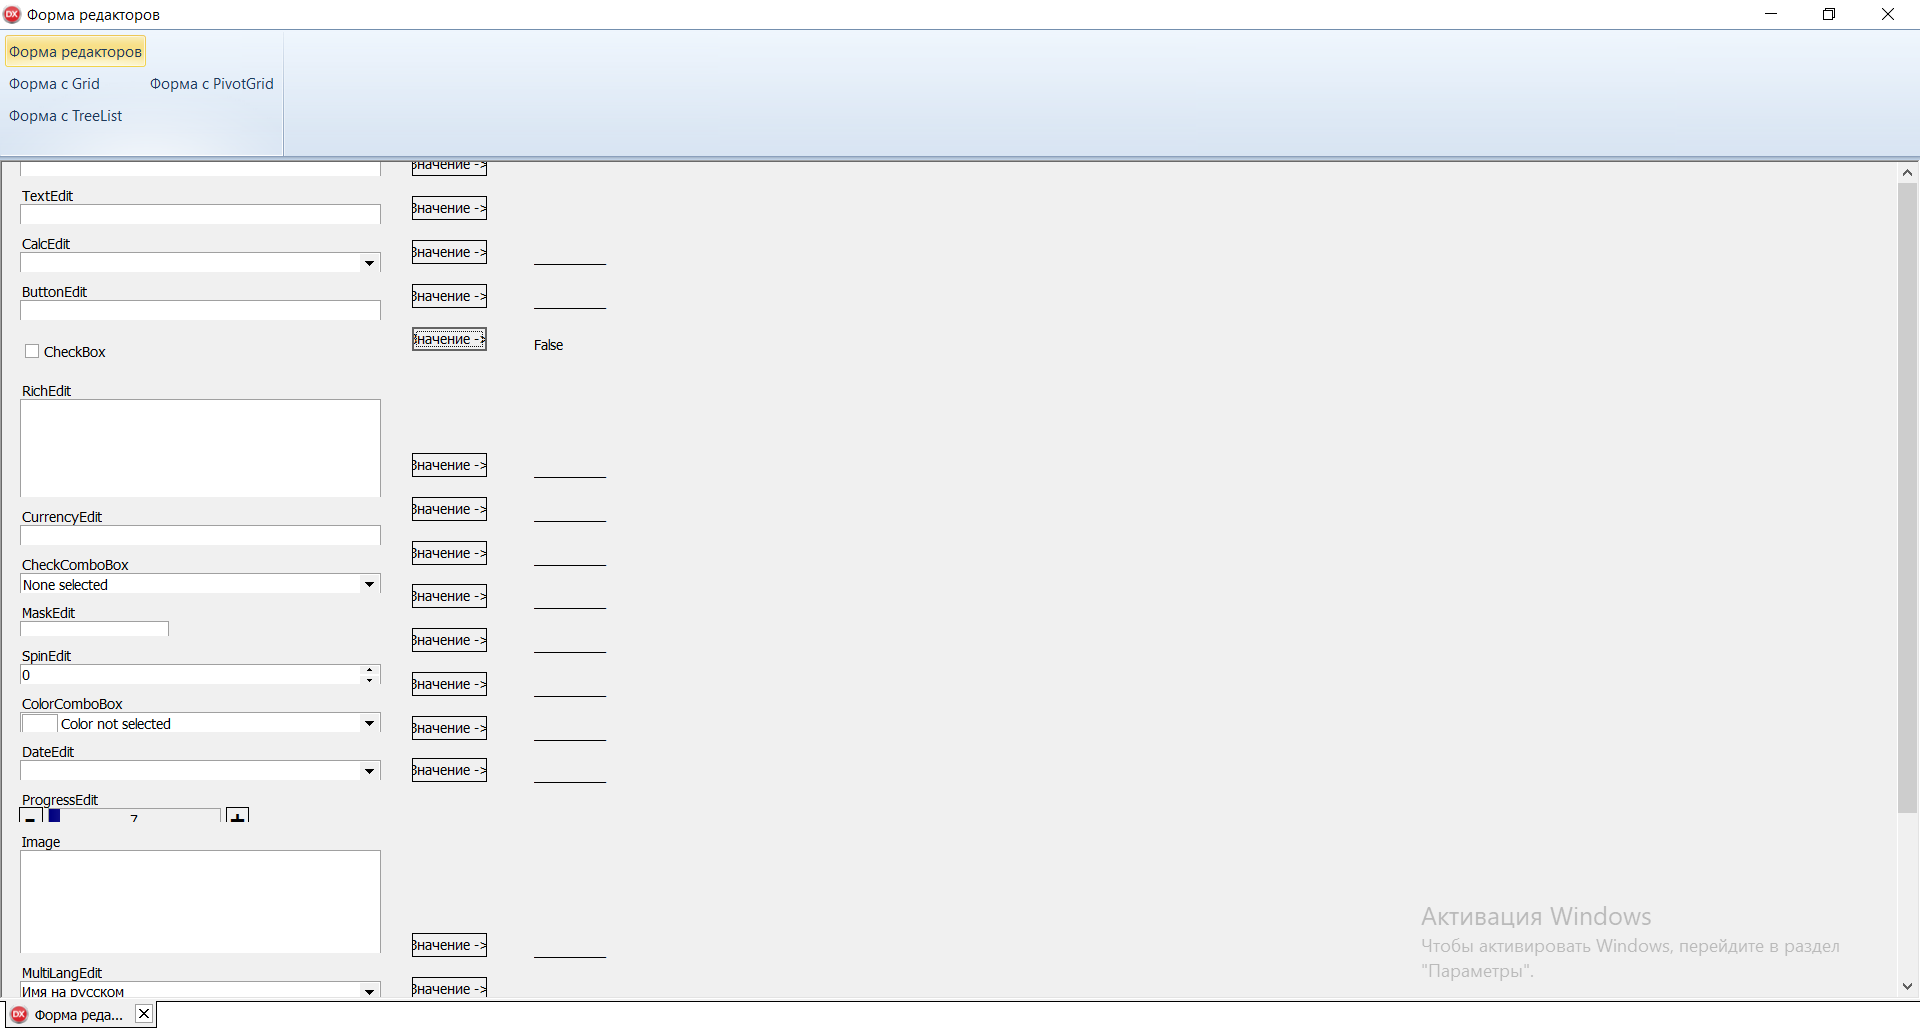 Форма редакторов
Форма редакторов
Форма с Grid
Форма с PivotGrid
Форма с TreeList
Значение ->
TextEdit
Значение ->
CalcEdit
Значение ->
ButtonEdit
Значение ->
CheckBox
Значение ->
False
RichEdit
Значение ->
CurrencyEdit
Значение ->
CheckComboBox
None selected
Значение ->
MaskEdit
Значение ->
SpinEdit
0
Значение ->
ColorComboBox
Color not selected
Значение ->
DateEdit
Значение ->
Значение ->
ProgressEdit
- 7 +
Image
Значение ->
MultiLangEdit
Имя на русском
Значение ->
Активация Windows
Чтобы активировать Windows, перейдите в раздел
"Параметры".
Форма реда...